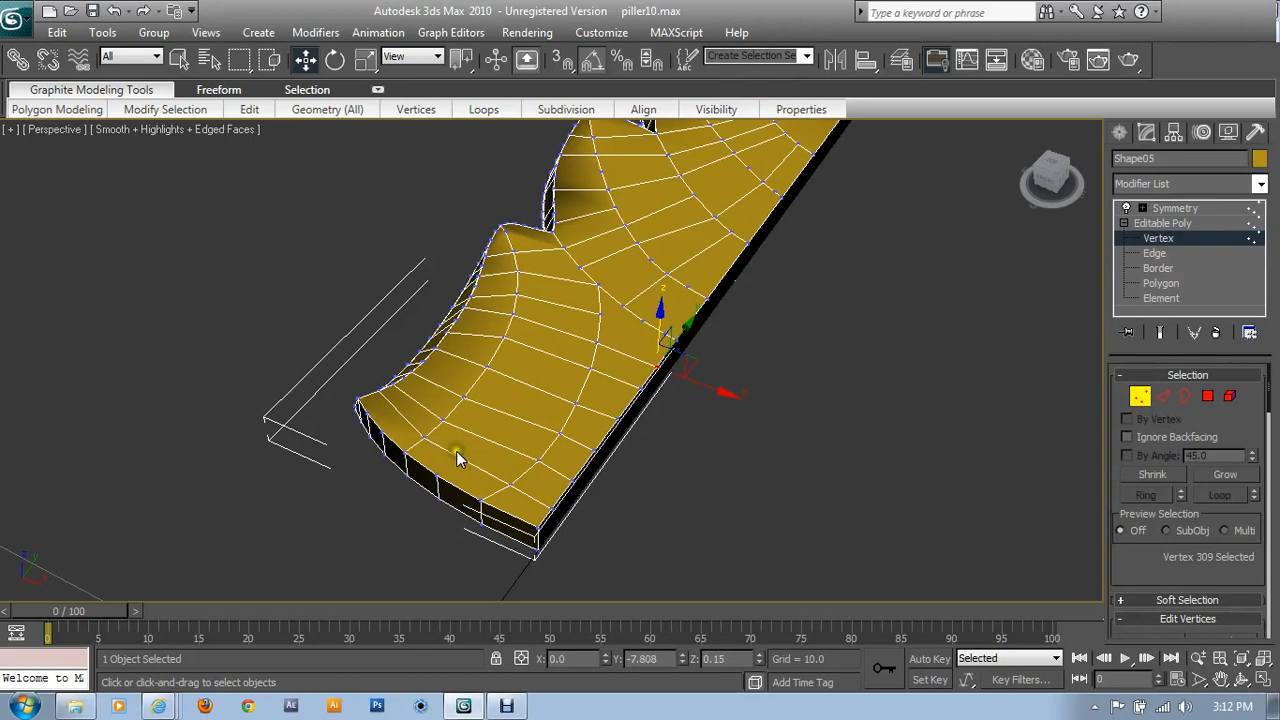 Autodesk 3ds Max 2010 - Unregistered Version piller10.max
Type a keyword or phrase
Edit Tools Group Views Create Modifiers Animation Graph Editors Rendering Customize MAXScript Help
All View 3 Create Selection Se
Graphite Modeling Tools Freeform Selection
Polygon Modeling Modify Selection Edit Geometry (All) Vertices Loops Subdivision Align Visibility Properties
[ + ] [ Perspective ] [ Smooth + Highlights + Edged Faces ]
Shape05
Modifier List
Symmetry
Editable Poly
Vertex
Edge
Border
Polygon
Element
Selection
By Vertex
Ignore Backfacing
By Angle: 45.0
Shrink Grow
Ring Loop
Preview Selection
Off SubObj Multi
Vertex 309 Selected
Soft Selection
Edit Vertices
z
x
z
y
x
0 / 100
0 5 10 15 20 25 30 35 40 45 50 55 60 65 70 75 80 85 90 95 100
1 Object Selected X: 0.0 Y: -7.808 Z: 0.15 Grid = 10.0 Auto Key Selected
Welcome to M Click or click-and-drag to select objects Add Time Tag Set Key Key Filters... 0
Ae Ai Ps 3:12 PM